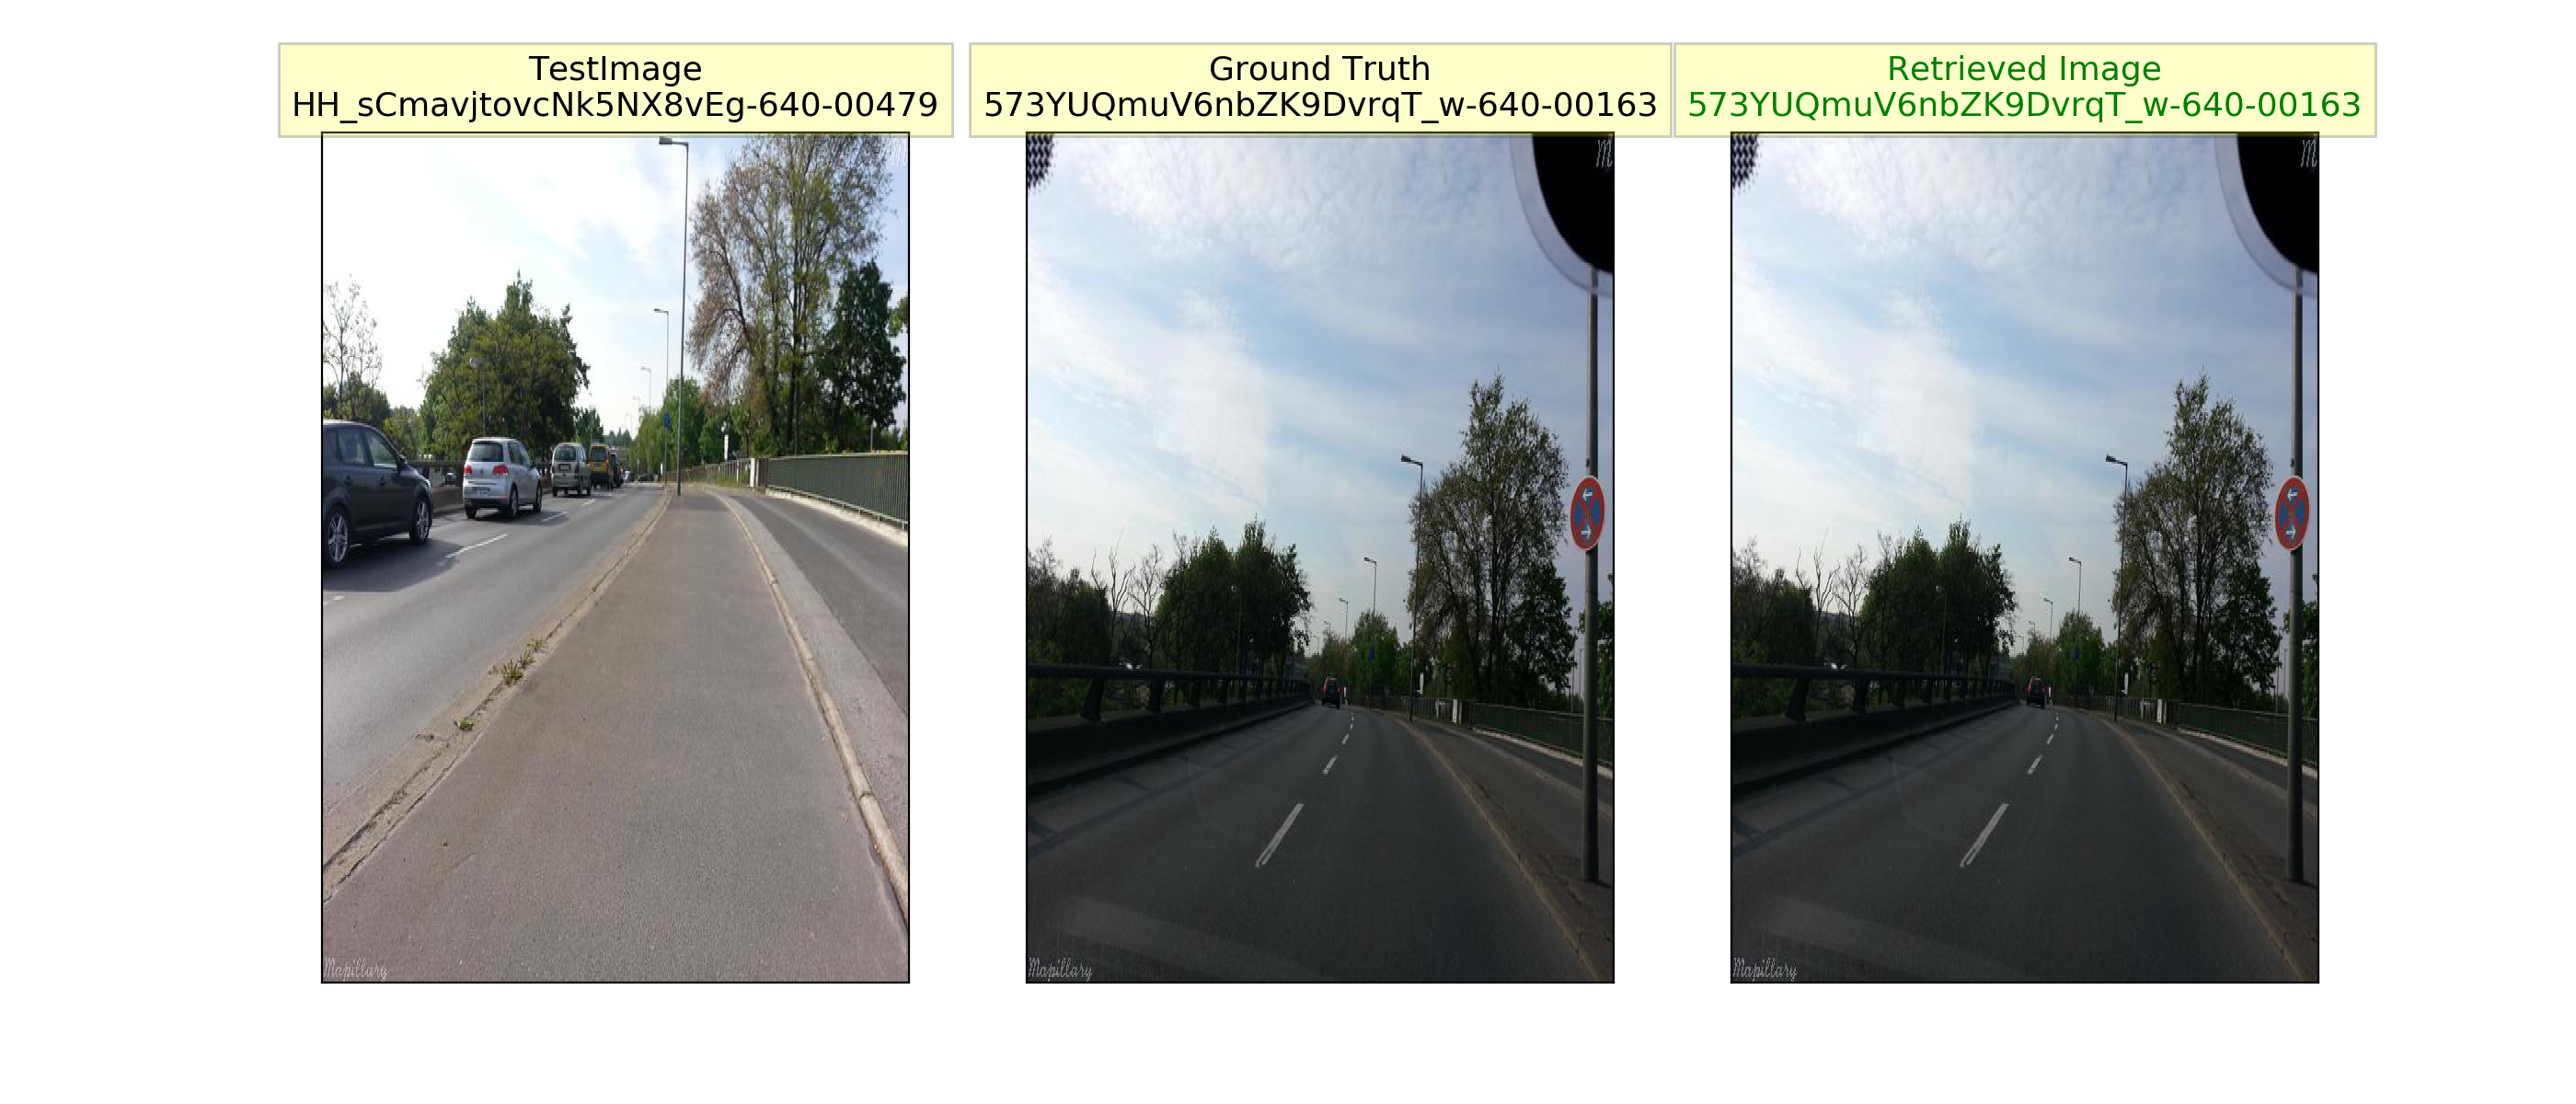 TestImage
HH_sCmavjtovcNk5NX8vEg-640-00479
Ground Truth
573YUQmuV6nbZK9DvrqT_w-640-00163
Retrieved Image
573YUQmuV6nbZK9DvrqT_w-640-00163
M
M
Mapillary
Mapillary
Mapillary